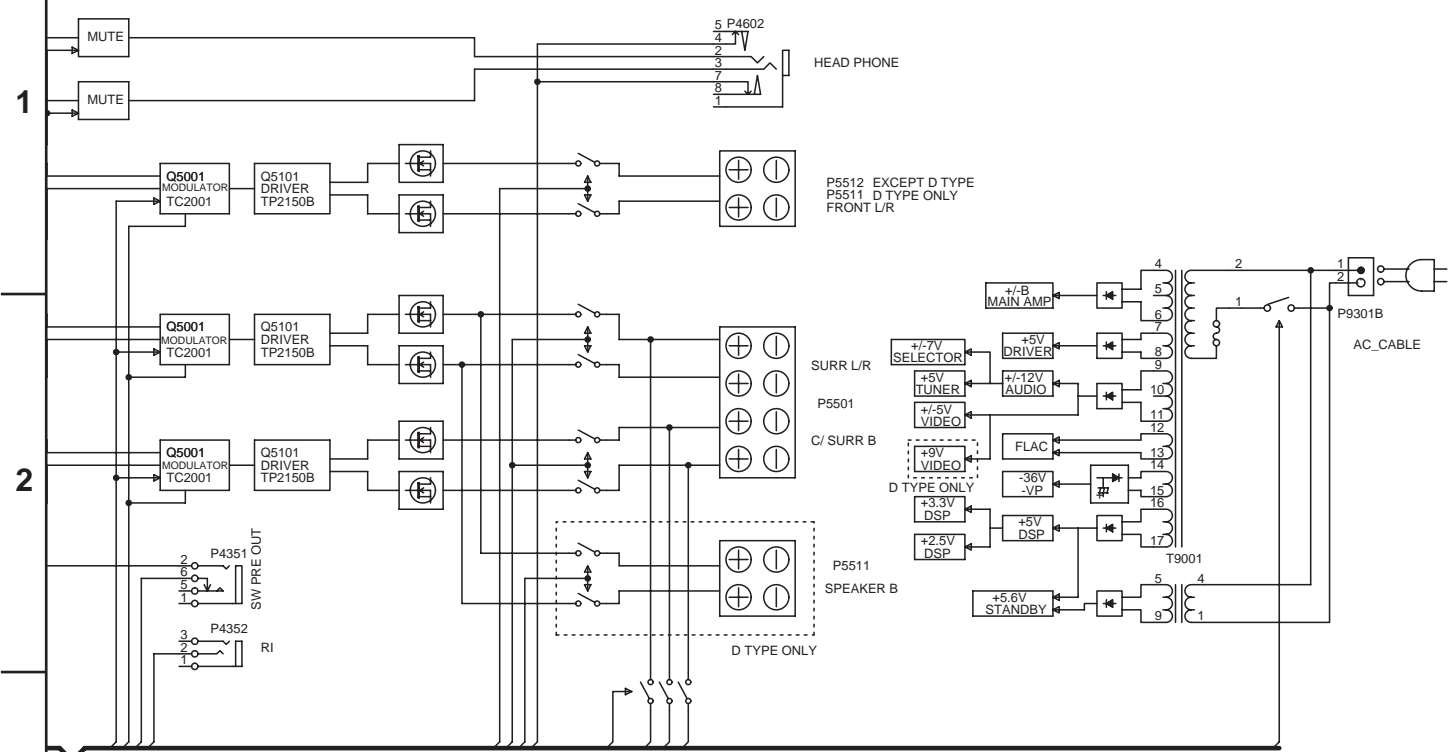 1
MUTE
MUTE
5 P4602
4
2
3
7
8
1
HEAD PHONE
Q5001
MODULATOR
TC2001
Q5101
DRIVER
TP2150B
P5512 EXCEPT D TYPE
P5511 D TYPE ONLY
FRONT L/R
2
Q5001
MODULATOR
TC2001
Q5101
DRIVER
TP2150B
SURR L/R
P5501
C/ SURR B
Q5001
MODULATOR
TC2001
Q5101
DRIVER
TP2150B
P5511
SPEAKER B
D TYPE ONLY
P4351
2
6
5
1
SW PRE OUT
P4352
3
2
1
RI
+/-B
MAIN AMP
+/-7V
SELECTOR
+5V
DRIVER
+5V
TUNER
+/-12V
AUDIO
+/-5V
VIDEO
+9V
VIDEO
D TYPE ONLY
FLAC
-36V
-VP
+3.3V
DSP
+5V
DSP
+2.5V
DSP
+5.6V
STANDBY
4
5
6
7
8
9
10
11
12
13
14
15
16
17
T9001
2
1
1
2
P9301B
AC_CABLE
5
9
4
1